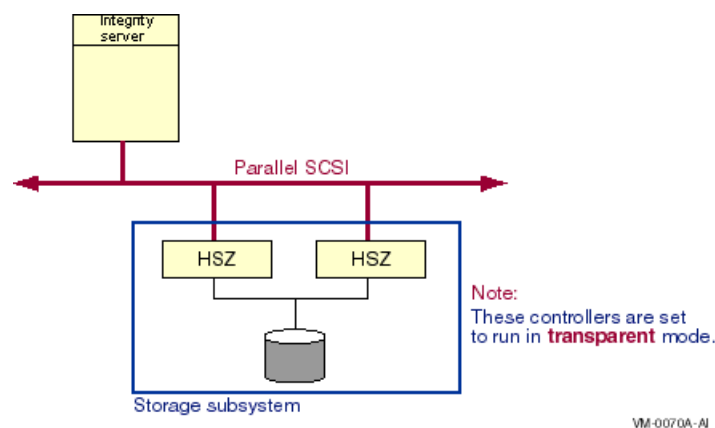 Integrity
server
Parallel SCSI
HSZ
HSZ
Note:
These controllers are set
to run in transparent mode.
Storage subsystem
VM-0070A-AI